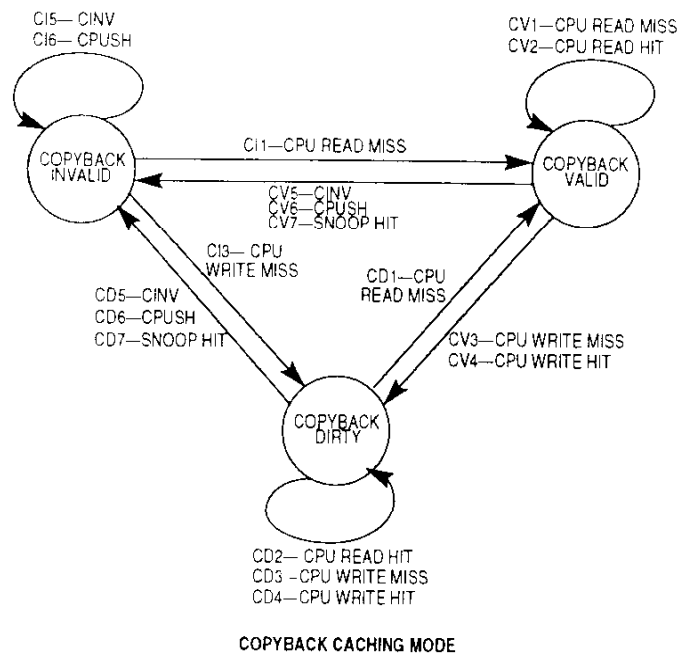 CI5— CINV
CI6— CPUSH
CV1—CPU READ MISS
CV2—CPU READ HIT
COPYBACK
INVALID
CI1—CPU READ MISS
COPYBACK
VALID
CV5—CINV
CV6—CPUSH
CV7—SNOOP HIT
CI3— CPU
WRITE MISS
CD1—CPU
READ MISS
CD5—CINV
CD6—CPUSH
CD7—SNOOP HIT
CV3—CPU WRITE MISS
CV4—CPU WRITE HIT
COPYBACK
DIRTY
CD2— CPU READ HIT
CD3 –CPU WRITE MISS
CD4—CPU WRITE HIT
COPYBACK CACHING MODE